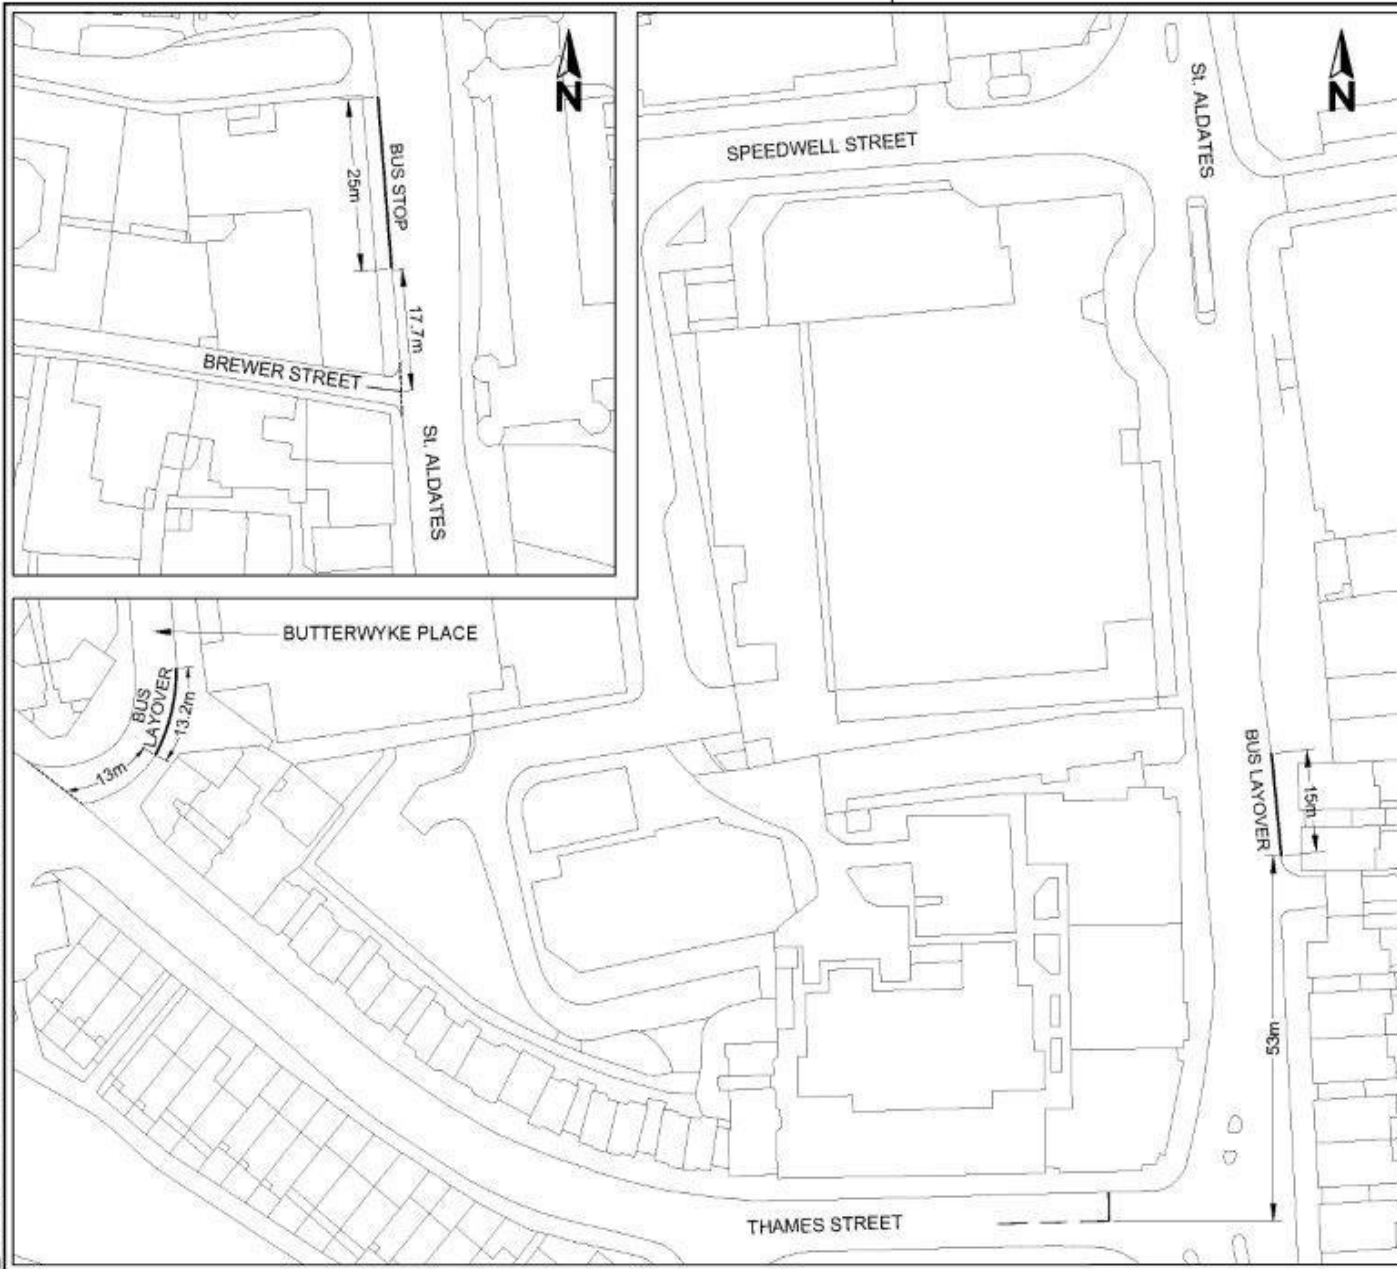 N
BUS STOP
25m
17.7m
BREWER STREET
St. ALDATES
N
St. ALDATES
SPEEDWELL STREET
BUTTERWYKE PLACE
BUS
LAYOVER
13.2m
13m
BUS LAYOVER
15m
53m
THAMES STREET